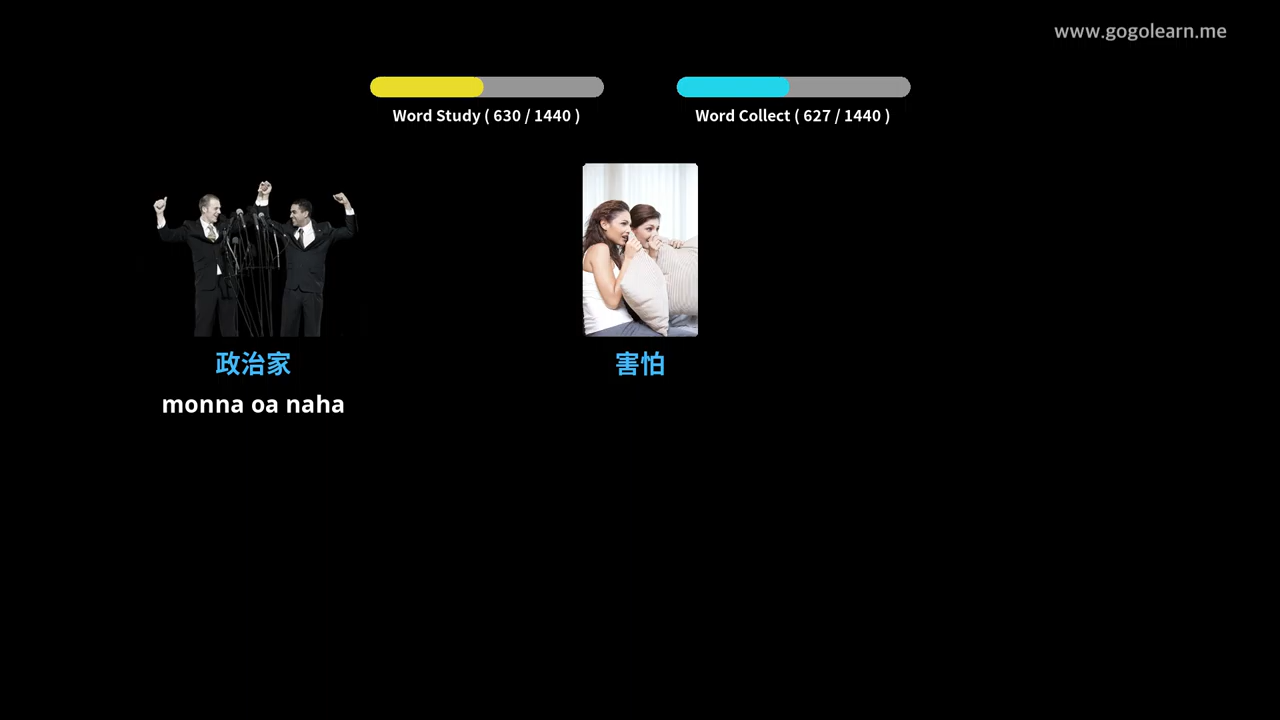 www.gogolearn.me
Word Study ( 630 / 1440 )
Word Collect ( 627 / 1440 )
政治家
害怕
monna oa naha